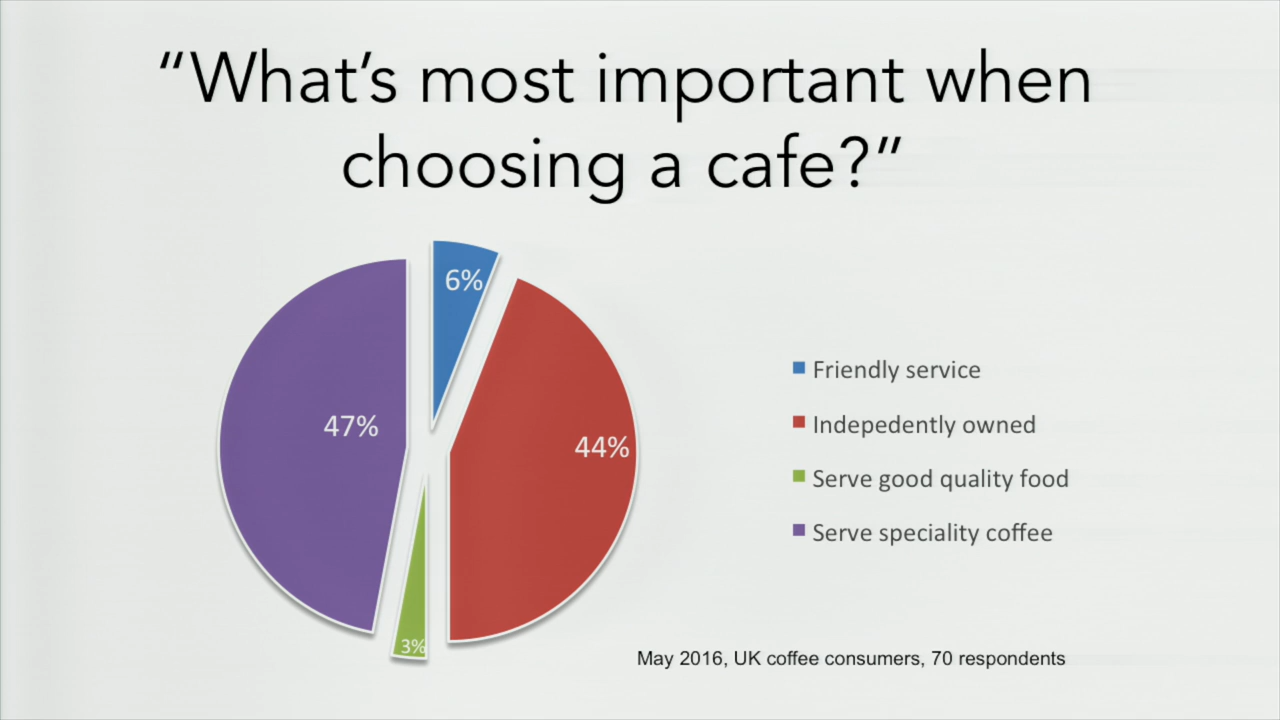 “What’s most important when
choosing a cafe?”
6%
47%
44%
3%
Friendly service
Indepedently owned
Serve good quality food
Serve speciality coffee
May 2016, UK coffee consumers, 70 respondents